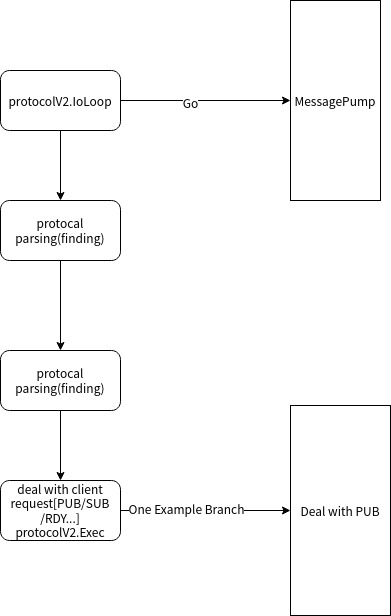 protocolV2.IoLoop
Go
MessagePump
protocal
parsing(finding)
protocal
parsing(finding)
deal with client
request[PUB/SUB
/RDY...]
protocolV2.Exec
One Example Branch
Deal with PUB